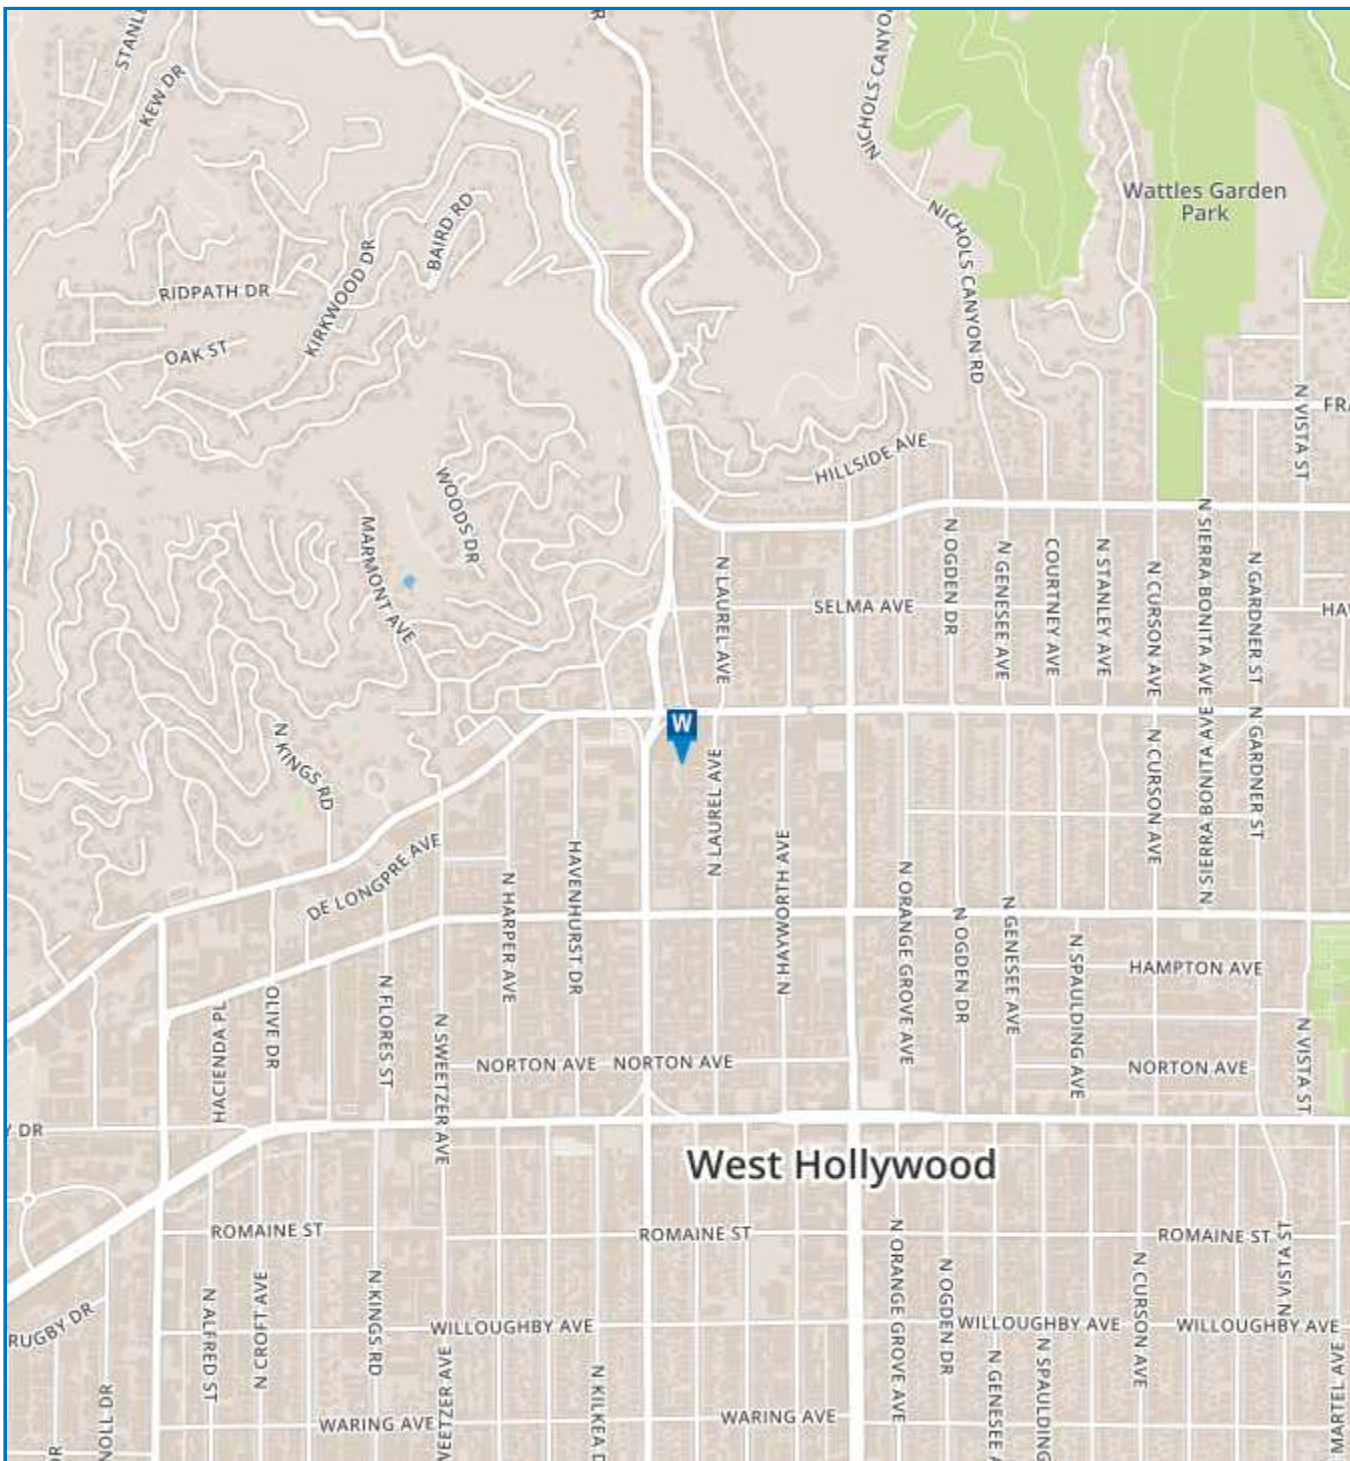 STANL
KEW DR
R
NICHOLS CANYO
Wattles Garden
Park
NICHOLS CANYON RD
BAIRD RD
KIRKWOOD DR
RIDPATH DR
OAK ST
N VISTA ST
FRA
HILLSIDE AVE
WOODS DR
MARMONT AVE
N LAUREL AVE
SELMA AVE
N OGDEN DR
N GENESEE AVE
COURTNEY AVE
N STANLEY AVE
N CURSON AVE
N SIERRA BONITA AVE
N GARDNER ST
HA
N KINGS RD
W
N LAUREL AVE
N CURSON AVE
N SIERRA BONITA AVE
N GARDNER ST
DE LONGPRE AVE
N HARPER AVE
HAVENHURST DR
N HAYWORTH AVE
N ORANGE GROVE AVE
N OGDEN DR
N GENESEE AVE
N SPAULDING AVE
HAMPTON AVE
HACIENDA PL
OLIVE DR
N FLORES ST
N SWEETZER AVE
NORTON AVE
NORTON AVE
NORTON AVE
N VISTA ST
Y DR
West Hollywood
ROMAINE ST
ROMAINE ST
ROMAINE ST
N VISTA ST
RUGBY DR
N ALFRED ST
N CROFT AVE
N KINGS RD
WILLOUGHBY AVE
N ORANGE GROVE AVE
N OGDEN DR
WILLOUGHBY AVE
N CURSON AVE
WILLOUGHBY AVE
NOLL DR
DR
WARING AVE
WEETZER AVE
N KILKEA D
WARING AVE
N GENESEE A
N SPAULDING
MARTEL AVE